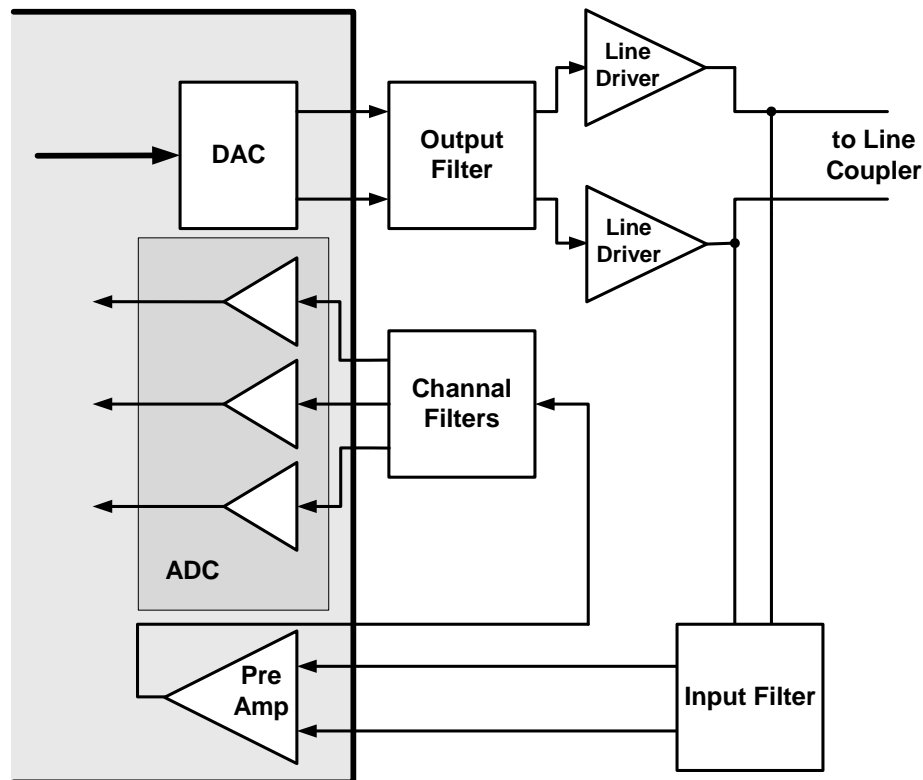 Line
Driver
DAC
Output
Filter
to Line
Coupler
Line
Driver
Channal
Filters
ADC
Pre
Amp
Input Filter